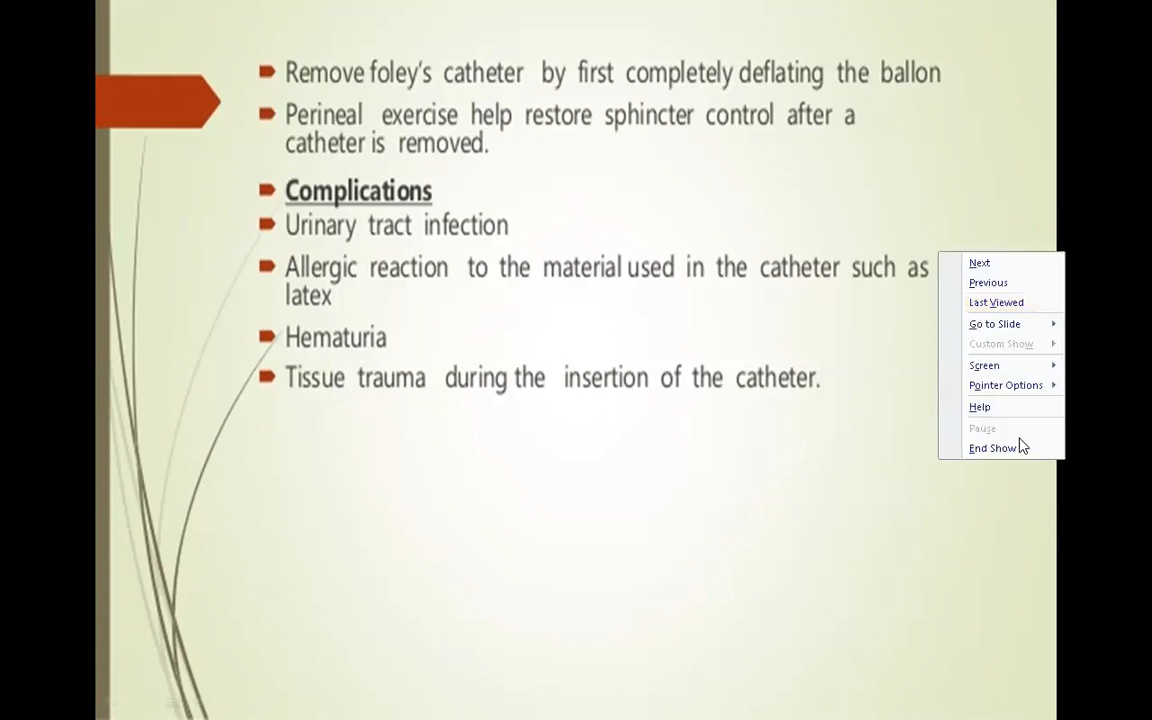 Remove foley's catheter by first completely deflating the ballon
Perineal exercise help restore sphincter control after a
catheter is removed.
Complications
Urinary tract infection
Allergic reaction to the material used in the catheter such as
latex
Hematuria
Tissue trauma during the insertion of the catheter.
Next
Previous
Last Viewed
Go to Slide
Custom Show
Screen
Pointer Options
Help
Pause
End Show